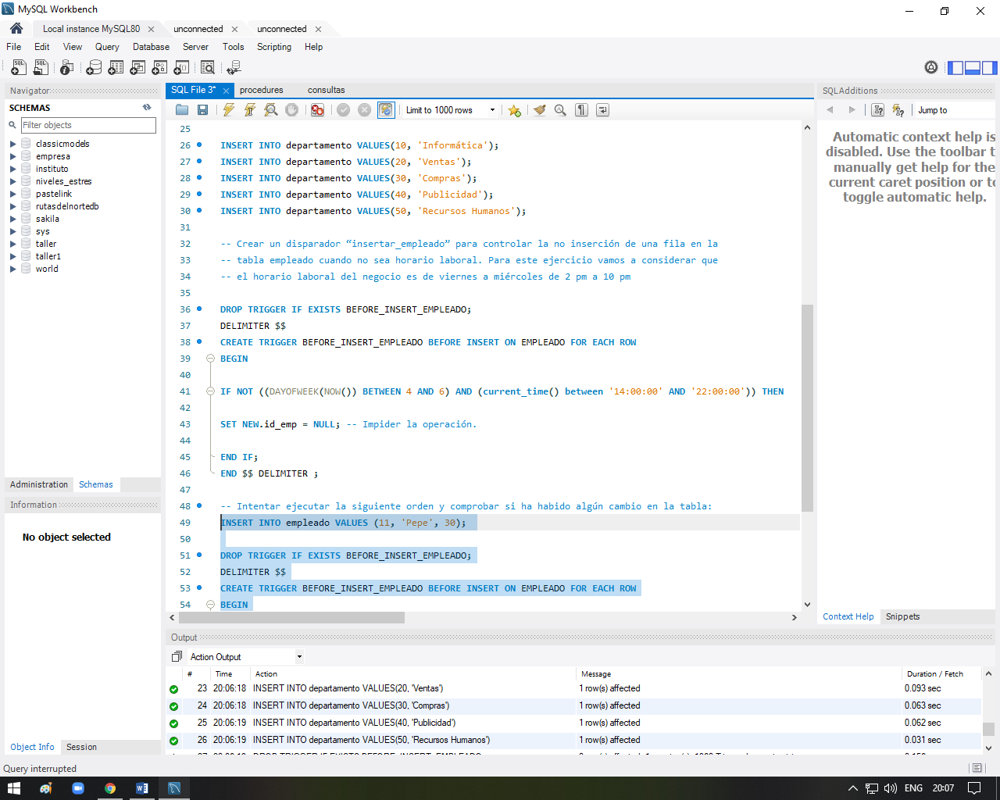 MySQL Workbench
Local instance MySQL80
unconnected
unconnected
File Edit View Query Database Server Tools Scripting Help
Navigator
SCHEMAS
Filter objects
classicmodels
empresa
instituto
niveles_estres
pastelink
rutasdelnortedb
sakila
sys
taller
taller1
world
Administration Schemas
Information
No object selected
Object Info Session
SQL File 3* procedures consultas
Limit to 1000 rows
25
26 INSERT INTO departamento VALUES(10, 'Informática');
27 INSERT INTO departamento VALUES(20, 'Ventas');
28 INSERT INTO departamento VALUES(30, 'Compras');
29 INSERT INTO departamento VALUES(40, 'Publicidad');
30 INSERT INTO departamento VALUES(50, 'Recursos Humanos');
31
32 -- Crear un disparador “insertar_empleado” para controlar la no inserción de una fila en la
33 -- tabla empleado cuando no sea horario laboral. Para este ejercicio vamos a considerar que
34 -- el horario laboral del negocio es de viernes a miércoles de 2 pm a 10 pm
35
36 DROP TRIGGER IF EXISTS BEFORE_INSERT_EMPLEADO;
37 DELIMITER $$
38 CREATE TRIGGER BEFORE_INSERT_EMPLEADO BEFORE INSERT ON EMPLEADO FOR EACH ROW
39 BEGIN
40
41 IF NOT ((DAYOFWEEK(NOW()) BETWEEN 4 AND 6) AND (current_time() between '14:00:00' AND '22:00:00')) THEN
42
43 SET NEW.id_emp = NULL; -- Impider la operación.
44
45 END IF;
46 END $$ DELIMITER ;
47
48 -- Intentar ejecutar la siguiente orden y comprobar si ha habido algún cambio en la tabla:
49 INSERT INTO empleado VALUES (11, 'Pepe', 30);
50
51 DROP TRIGGER IF EXISTS BEFORE_INSERT_EMPLEADO;
52 DELIMITER $$
53 CREATE TRIGGER BEFORE_INSERT_EMPLEADO BEFORE INSERT ON EMPLEADO FOR EACH ROW
54 BEGIN
SQLAdditions
Jump to
Automatic context help is
disabled. Use the toolbar t
manually get help for the
current caret position or to
toggle automatic help.
Context Help Snippets
Output
Action Output
# Time Action Message Duration / Fetch
23 20:06:18 INSERT INTO departamento VALUES(20, 'Ventas') 1 row(s) affected 0.093 sec
24 20:06:18 INSERT INTO departamento VALUES(30, 'Compras') 1 row(s) affected 0.063 sec
25 20:06:19 INSERT INTO departamento VALUES(40, 'Publicidad') 1 row(s) affected 0.062 sec
26 20:06:19 INSERT INTO departamento VALUES(50, 'Recursos Humanos') 1 row(s) affected 0.031 sec
Query interrupted
ENG 20:07